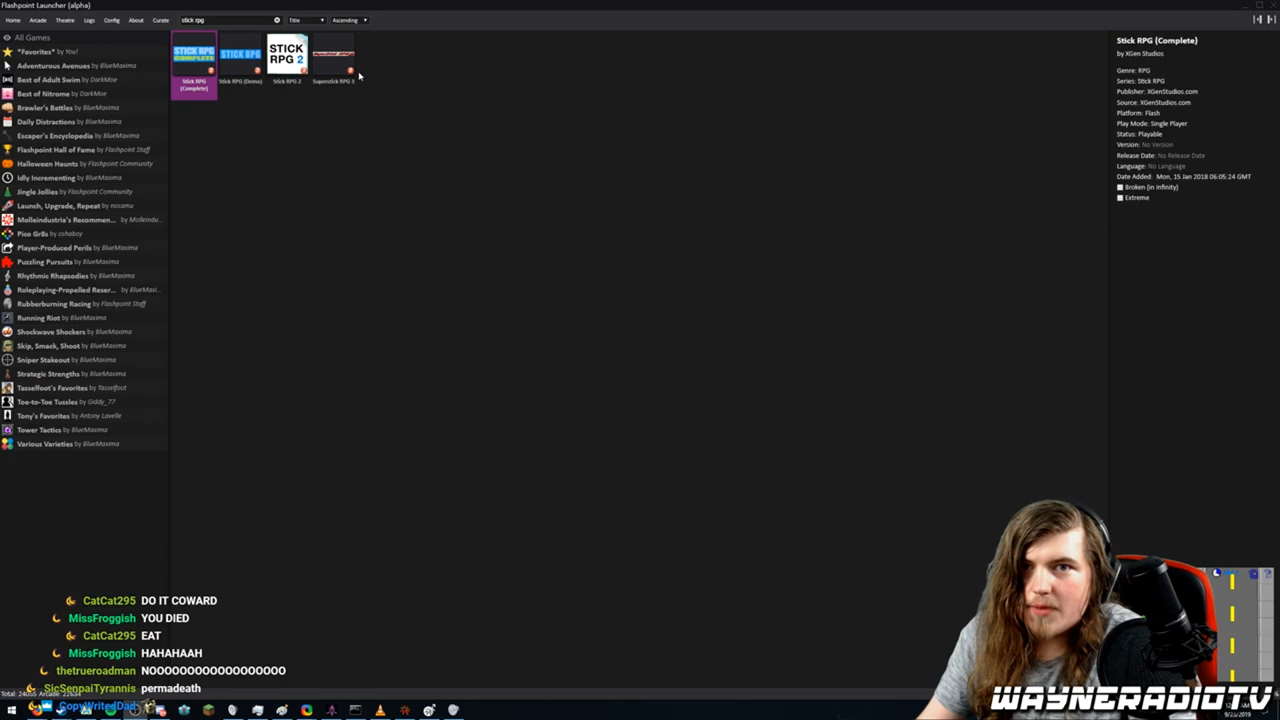 Flashpoint Launcher (alpha)
Home Arcade Theatre Logs Config About Curate stick rpg Title Ascending
All Games
*Favorites* by You!
Adventurous Avenues by BlueMaxima
Best of Adult Swim by DarkMoe
Best of Nitrome by DarkMoe
Brawler's Battles by BlueMaxima
Daily Distractions by BlueMaxima
Escaper's Encyclopedia by BlueMaxima
Flashpoint Hall of Fame by Flashpoint Staff
Halloween Haunts by Flashpoint Community
Idly Incrementing by BlueMaxima
Jingle Jollies by Flashpoint Community
Launch, Upgrade, Repeat by nosamu
Molleindustria's Recommen... by Molleindu...
Pico Gr8s by oshaboy
Player-Produced Perils by BlueMaxima
Puzzling Pursuits by BlueMaxima
Rhythmic Rhapsodies by BlueMaxima
Roleplaying-Propelled Reser... by BlueMaxi...
Rubberburning Racing by Flashpoint Staff
Running Riot by BlueMaxima
Shockwave Shockers by BlueMaxima
Skip, Smack, Shoot by BlueMaxima
Sniper Stakeout by BlueMaxima
Strategic Strengths by BlueMaxima
Tasselfoot's Favorites by Tasselfoot
Toe-to-Toe Tussles by Giddy_77
Tony's Favorites by Antony Lavelle
Tower Tactics by BlueMaxima
Various Varieties by BlueMaxima
STICK RPG
COMPLETE
Stick RPG
(Complete)
STICK RPG
Stick RPG (Demo)
STICK
RPG 2
Stick RPG 2
Superstick RPG 3
Stick RPG (Complete)
by XGen Studios
Genre: RPG
Series: Stick RPG
Publisher: XGenStudios.com
Source: XGenStudios.com
Platform: Flash
Play Mode: Single Player
Status: Playable
Version: No Version
Release Date: No Release Date
Language: No Language
Date Added: Mon, 15 Jan 2018 06:05:24 GMT
Broken (in Infinity)
Extreme
CatCat295 DO IT COWARD
MissFroggish YOU DIED
CatCat295 EAT
MissFroggish HAHAHAAH
thetrueroadman NOOOOOOOOOOOOOOOOO
SicSenpaiTyrannis permadeath
CopyWritedDad
WAYNERADIOTV